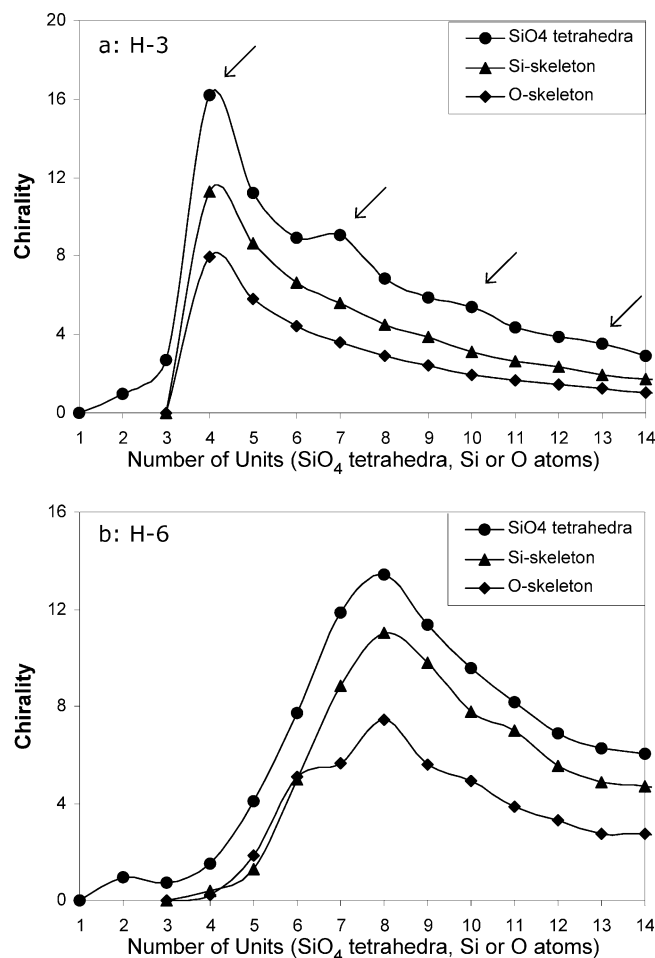 20
16
12
8
4
0
Chirality
a: H-3
SiO4 tetrahedra
Si-skeleton
O-skeleton
1 2 3 4 5 6 7 8 9 10 11 12 13 14
Number of Units (SiO₄ tetrahedra, Si or O atoms)
16
12
8
4
0
Chirality
b: H-6
SiO4 tetrahedra
Si-skeleton
O-skeleton
1 2 3 4 5 6 7 8 9 10 11 12 13 14
Number of Units (SiO₄ tetrahedra, Si or O atoms)